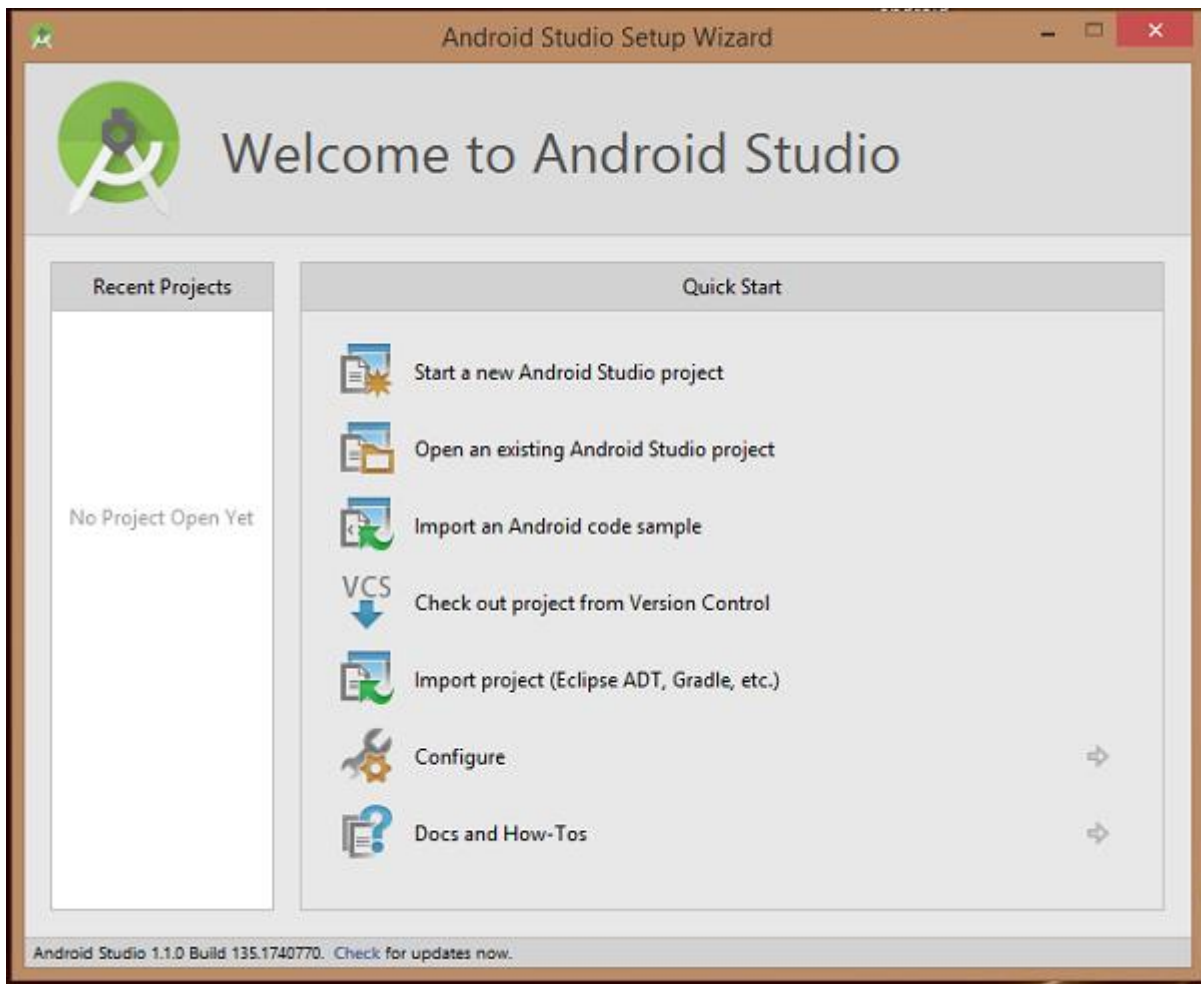 Android Studio Setup Wizard
Welcome to Android Studio
Recent Projects
No Project Open Yet
Quick Start
Start a new Android Studio project
Open an existing Android Studio project
Import an Android code sample
VCS
Check out project from Version Control
Import project (Eclipse ADT, Gradle, etc.)
Configure
Docs and How-Tos
Android Studio 1.1.0 Build 135.1740770. Check for updates now.